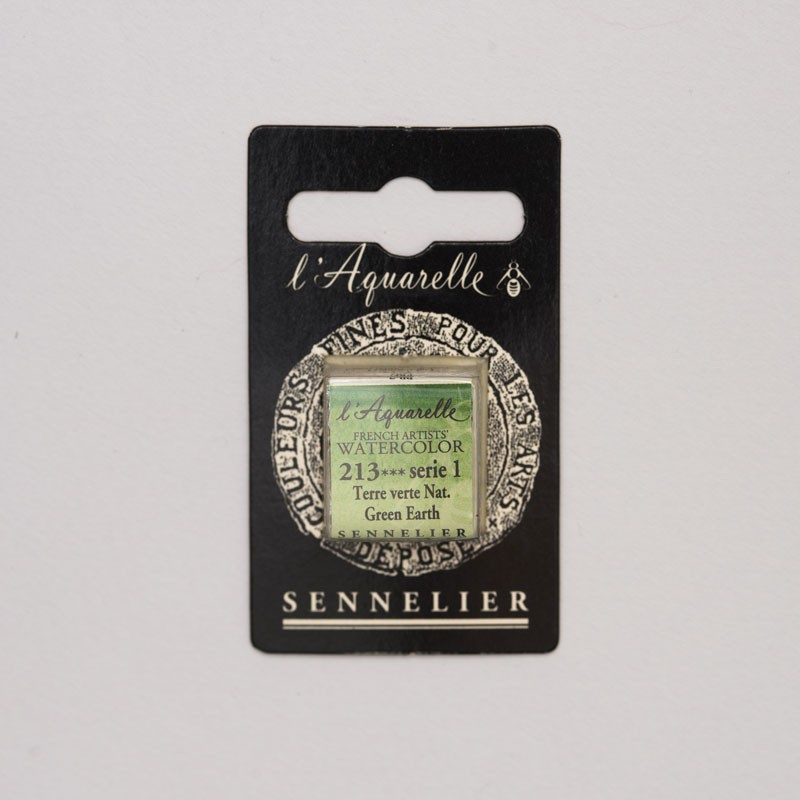 l'Aquarelle
COULEURS FINES POUR LES ARTS
l'Aquarelle
FRENCH ARTISTS'
WATERCOLOR
213*** serie 1
Terre verte Nat.
Green Earth
SENNELIER
DÉPOSÉ
SENNELIER